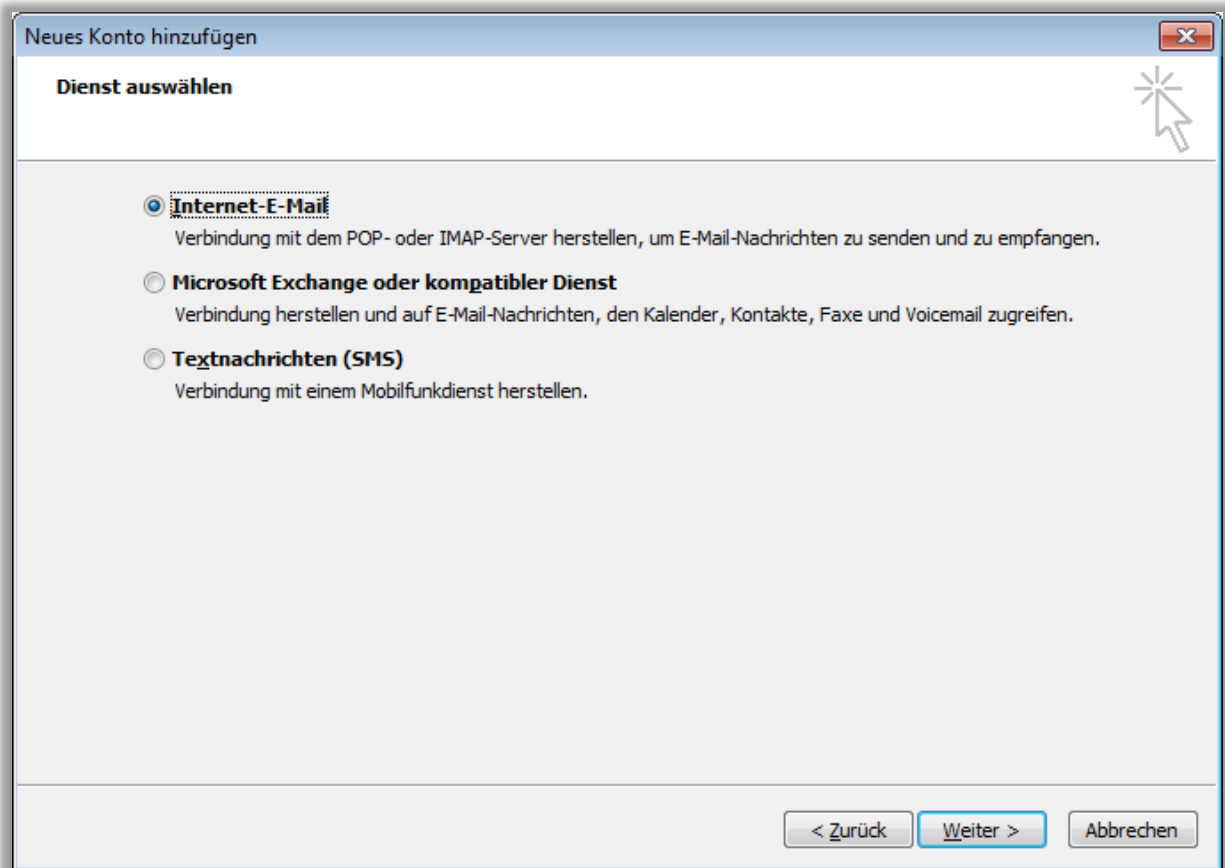 Neues Konto hinzufügen
Dienst auswählen
Internet-E-Mail
Verbindung mit dem POP- oder IMAP-Server herstellen, um E-Mail-Nachrichten zu senden und zu empfangen.
Microsoft Exchange oder kompatibler Dienst
Verbindung herstellen und auf E-Mail-Nachrichten, den Kalender, Kontakte, Faxe und Voicemail zugreifen.
Textnachrichten (SMS)
Verbindung mit einem Mobilfunkdienst herstellen.
< Zurück Weiter > Abbrechen